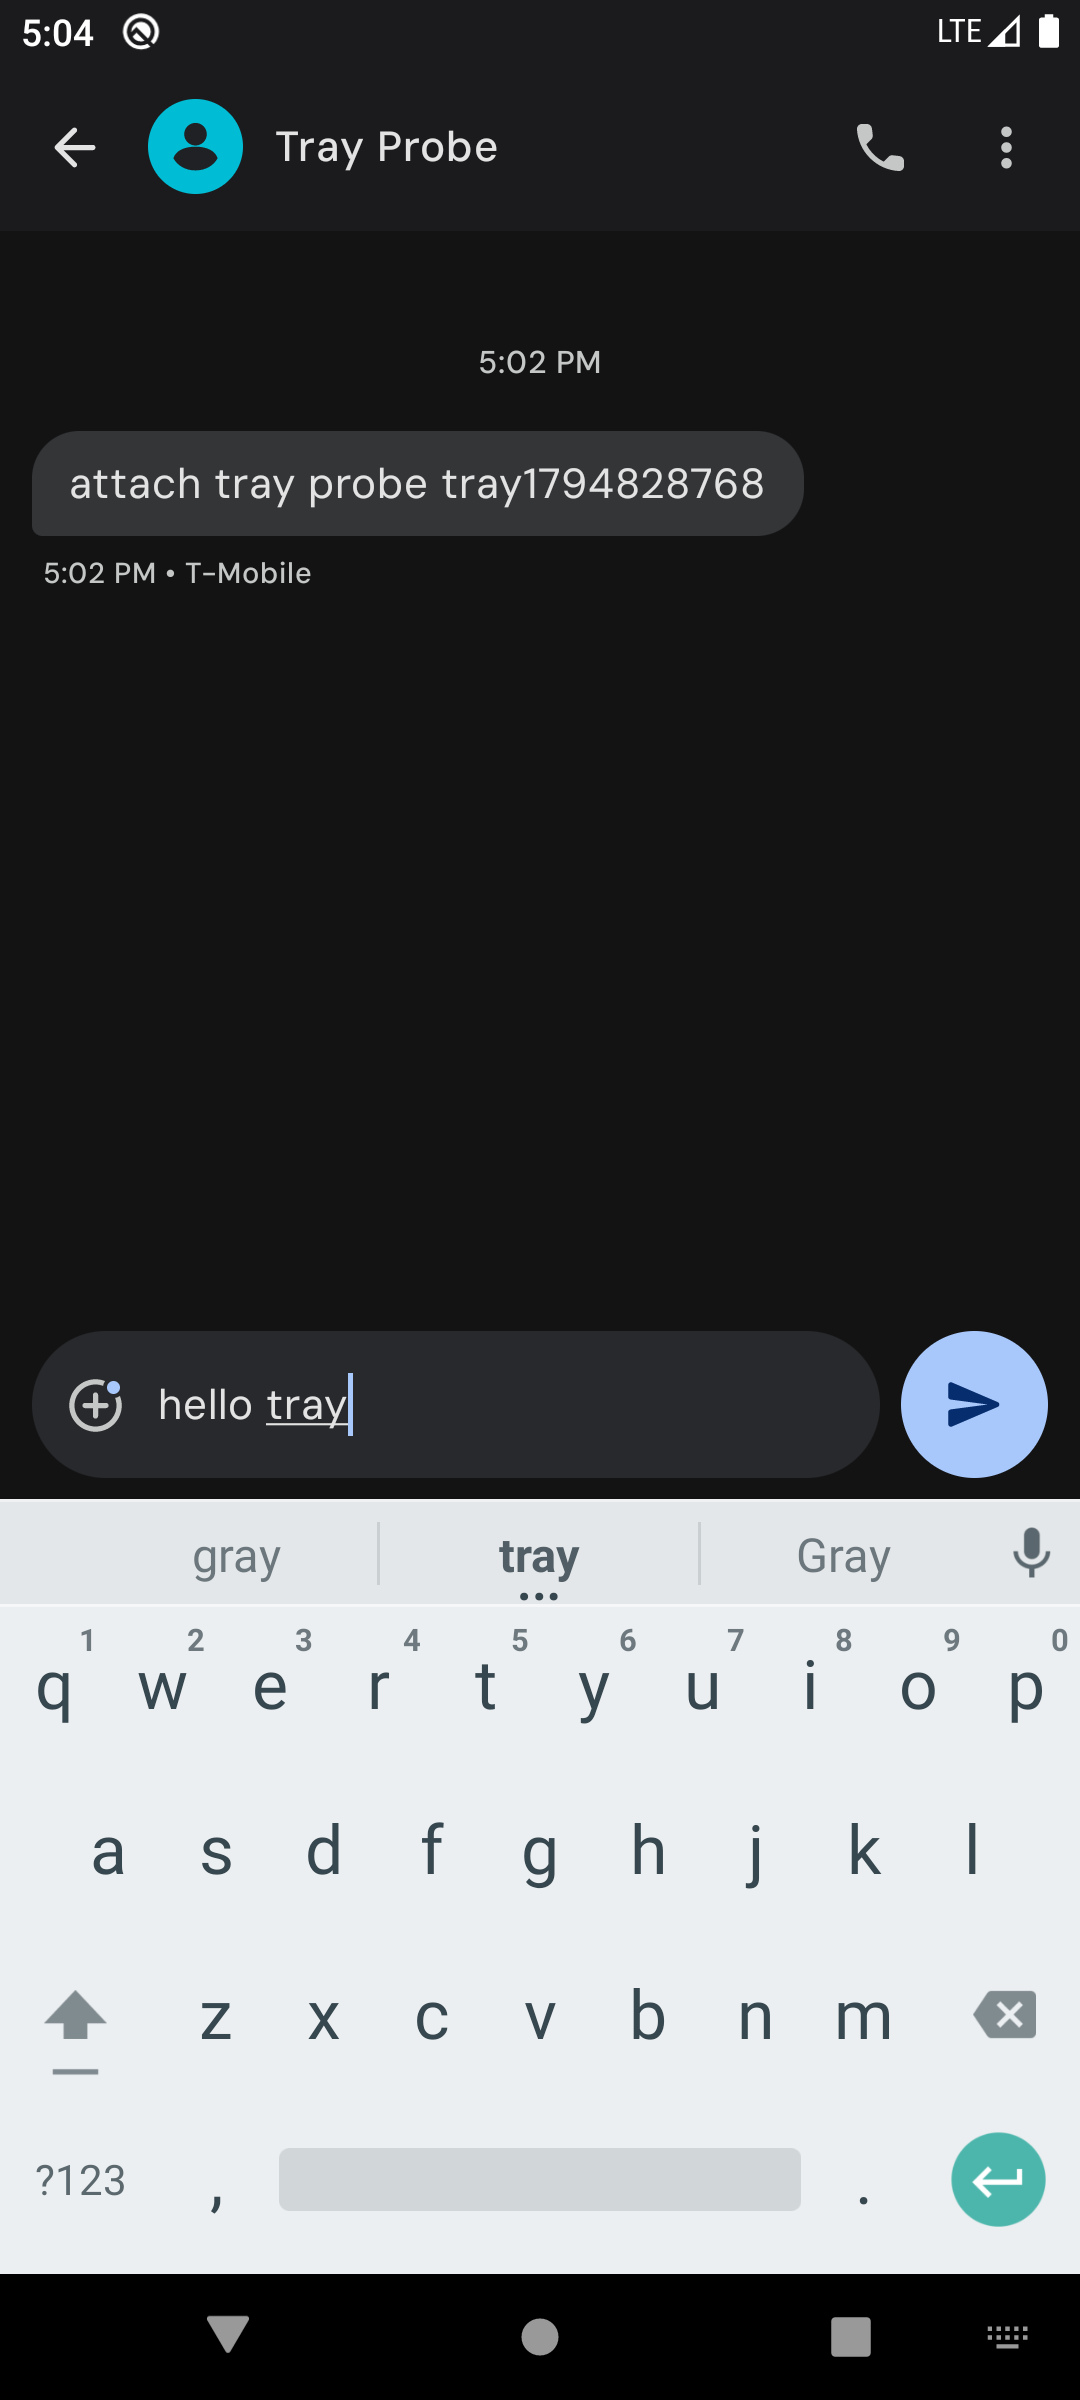 5:04 LTE
Tray Probe
5:02 PM
attach tray probe tray1794828768
5:02 PM • T-Mobile
hello tray
gray tray Gray
1 2 3 4 5 6 7 8 9 0
q w e r t y u i o p
a s d f g h j k l
z x c v b n m
?123 , .